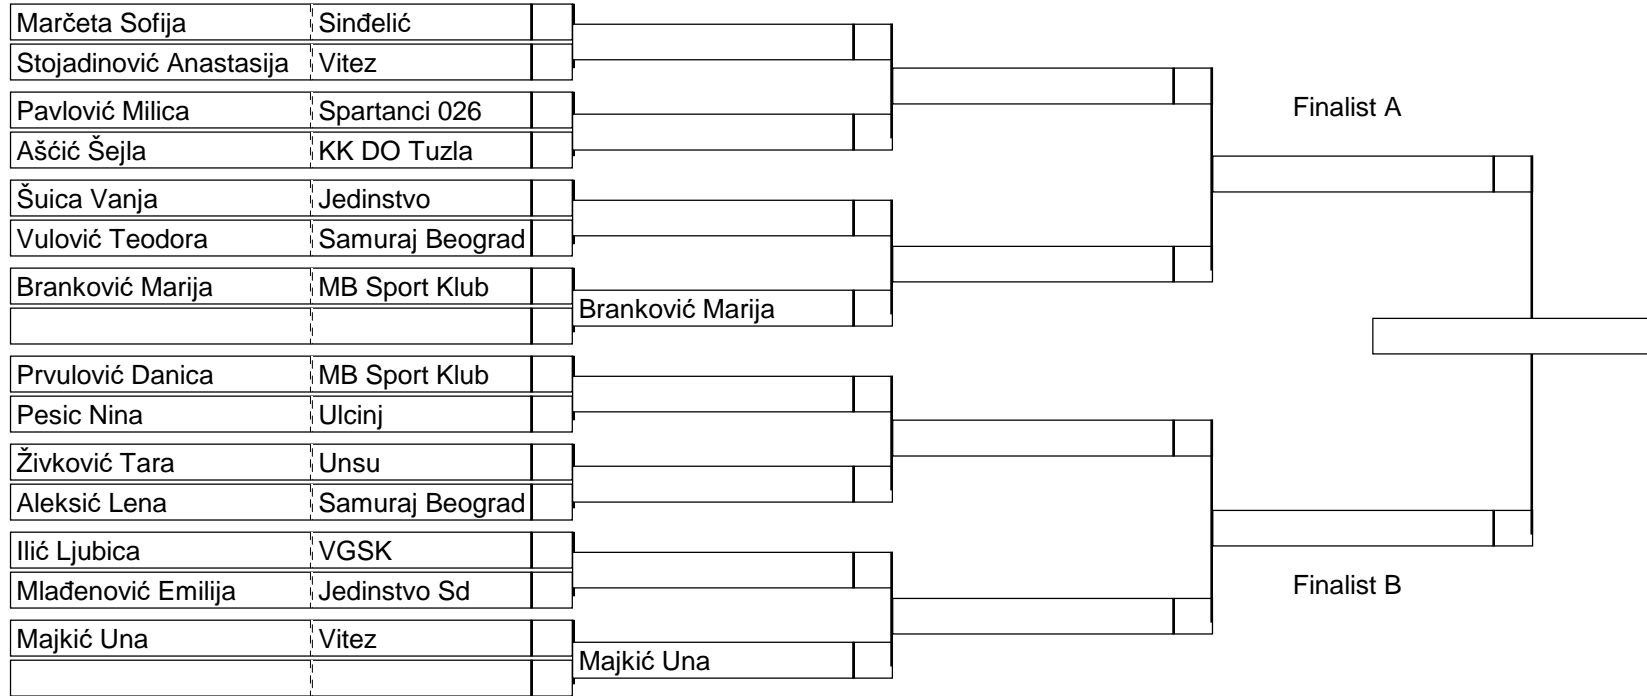 Marčeta Sofija Sinđelić
Stojadinović Anastasija Vitez
Pavlović Milica Spartanci 026
Ašćić Šejla KK DO Tuzla
Šuica Vanja Jedinstvo
Vulović Teodora Samuraj Beograd
Branković Marija MB Sport Klub
Branković Marija
Prvulović Danica MB Sport Klub
Pesic Nina Ulcinj
Živković Tara Unsu
Aleksić Lena Samuraj Beograd
Ilić Ljubica VGSK
Mlađenović Emilija Jedinstvo Sd
Majkić Una Vitez
Majkić Una
Finalist A
Finalist B